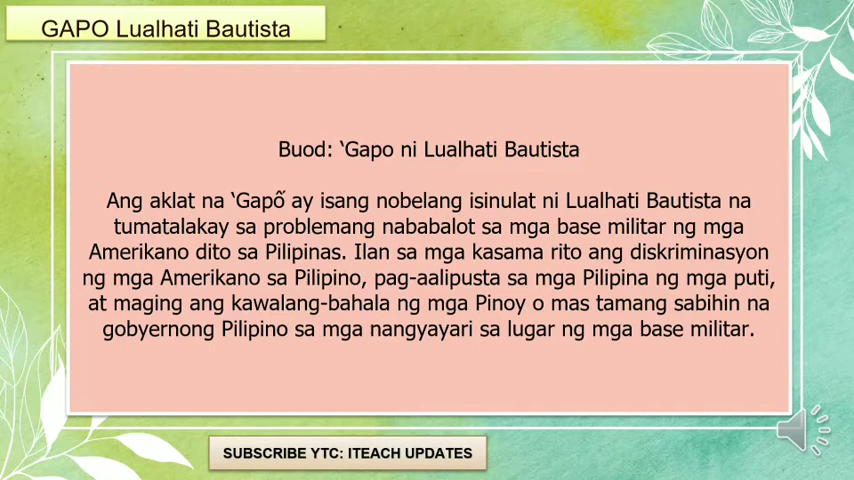 GAPO Lualhati Bautista
Buod: ‘Gapo ni Lualhati Bautista
Ang aklat na ‘Gapő ay isang nobelang isinulat ni Lualhati Bautista na
tumatalakay sa problemang nababalot sa mga base militar ng mga
Amerikano dito sa Pilipinas. Ilan sa mga kasama rito ang diskriminasyon
ng mga Amerikano sa Pilipino, pag-aalipusta sa mga Pilipina ng mga puti,
at maging ang kawalang-bahala ng mga Pinoy o mas tamang sabihin na
gobyernong Pilipino sa mga nangyayari sa lugar ng mga base militar.
SUBSCRIBE YTC: ITEACH UPDATES